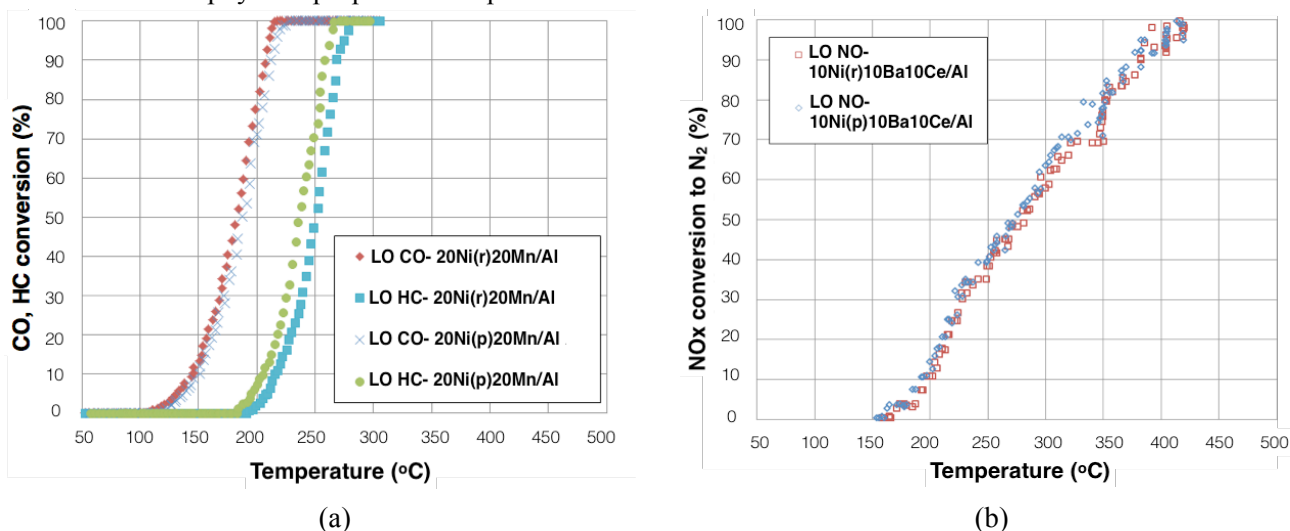 CO, HC conversion (%)
100
90
80
70
60
50
40
30
20
10
0
LO CO- 20Ni(r)20Mn/Al
LO HC- 20Ni(r)20Mn/Al
LO CO- 20Ni(p)20Mn/Al
LO HC- 20Ni(p)20Mn/Al
50 100 150 200 250 300 350 400 450 500
Temperature (oC)
(a)
NOx conversion to N2 (%)
100
90
80
70
60
50
40
30
20
10
0
LO NO-
10Ni(r)10Ba10Ce/Al
LO NO-
10Ni(p)10Ba10Ce/Al
50 100 150 200 250 300 350 400 450 500
Temperature (oC)
(b)